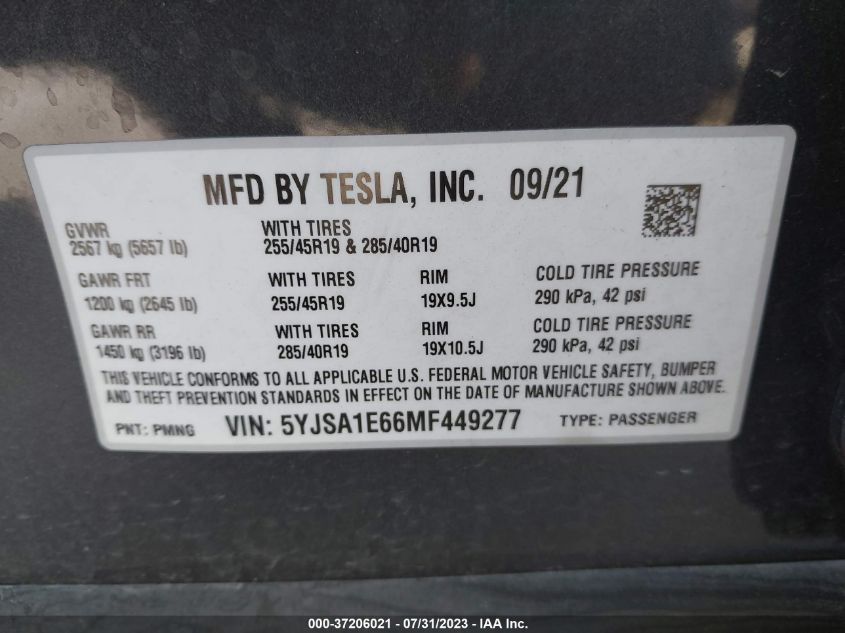 MFD BY TESLA, INC. 09/21
GVWR WITH TIRES
2567 kg (5657 lb) 255/45R19 & 285/40R19
GAWR FRT WITH TIRES RIM COLD TIRE PRESSURE
1200 kg (2645 lb) 255/45R19 19X9.5J 290 kPa, 42 psi
GAWR RR WITH TIRES RIM COLD TIRE PRESSURE
1450 kg (3196 lb) 285/40R19 19X10.5J 290 kPa, 42 psi
THIS VEHICLE CONFORMS TO ALL APPLICABLE U.S. FEDERAL MOTOR VEHICLE SAFETY, BUMPER
AND THEFT PREVENTION STANDARDS IN EFFECT ON THE DATE OF MANUFACTURE SHOWN ABOVE.
PNT: PMNG VIN: 5YJSA1E66MF449277 TYPE: PASSENGER
000-37206021 - 07/31/2023 - IAA Inc.